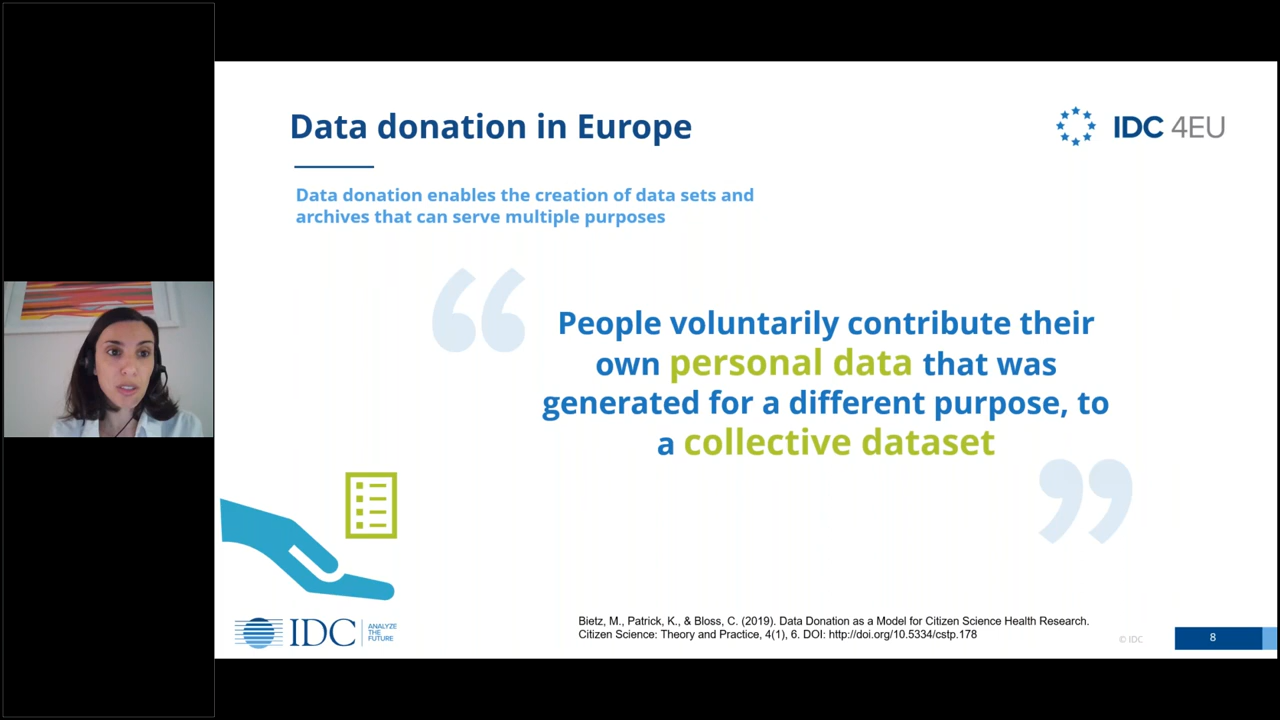 Data donation in Europe
IDC 4EU
Data donation enables the creation of data sets and
archives that can serve multiple purposes
“
People voluntarily contribute their
own personal data that was
generated for a different purpose, to
a collective dataset
”
IDC
ANALYZE
THE
FUTURE
Bietz, M., Patrick, K., & Bloss, C. (2019). Data Donation as a Model for Citizen Science Health Research.
Citizen Science: Theory and Practice, 4(1), 6. DOI: http://doi.org/10.5334/cstp.178
© IDC
8